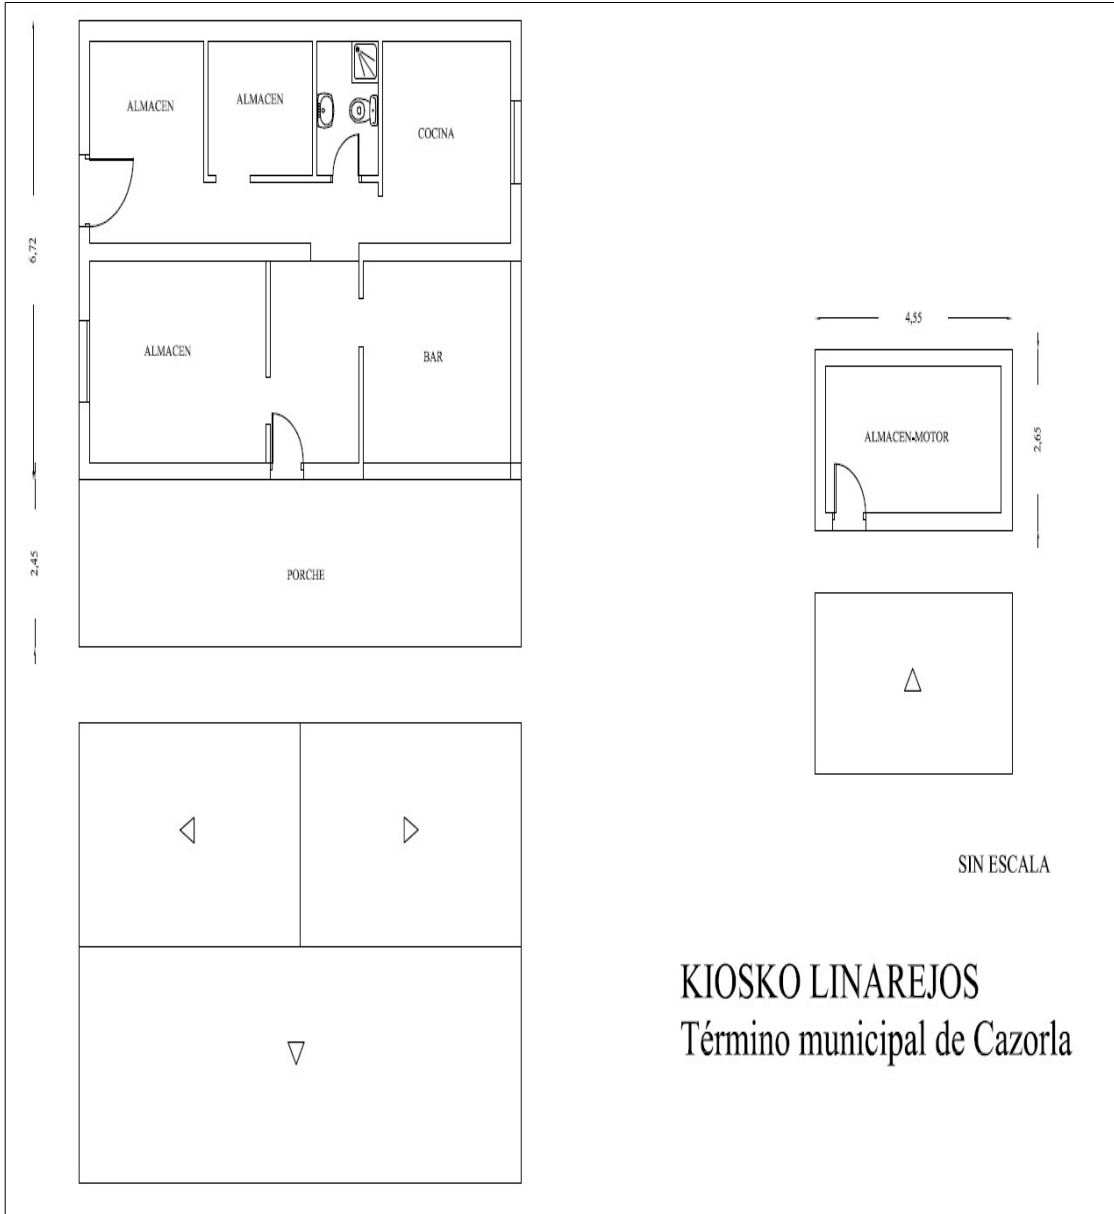 ALMACEN
ALMACEN
COCINA
6,72
ALMACEN
BAR
4,55
ALMACEN-MOTOR
2,65
2,45
PORCHE
SIN ESCALA
KIOSKO LINAREJOS
Término municipal de Cazorla